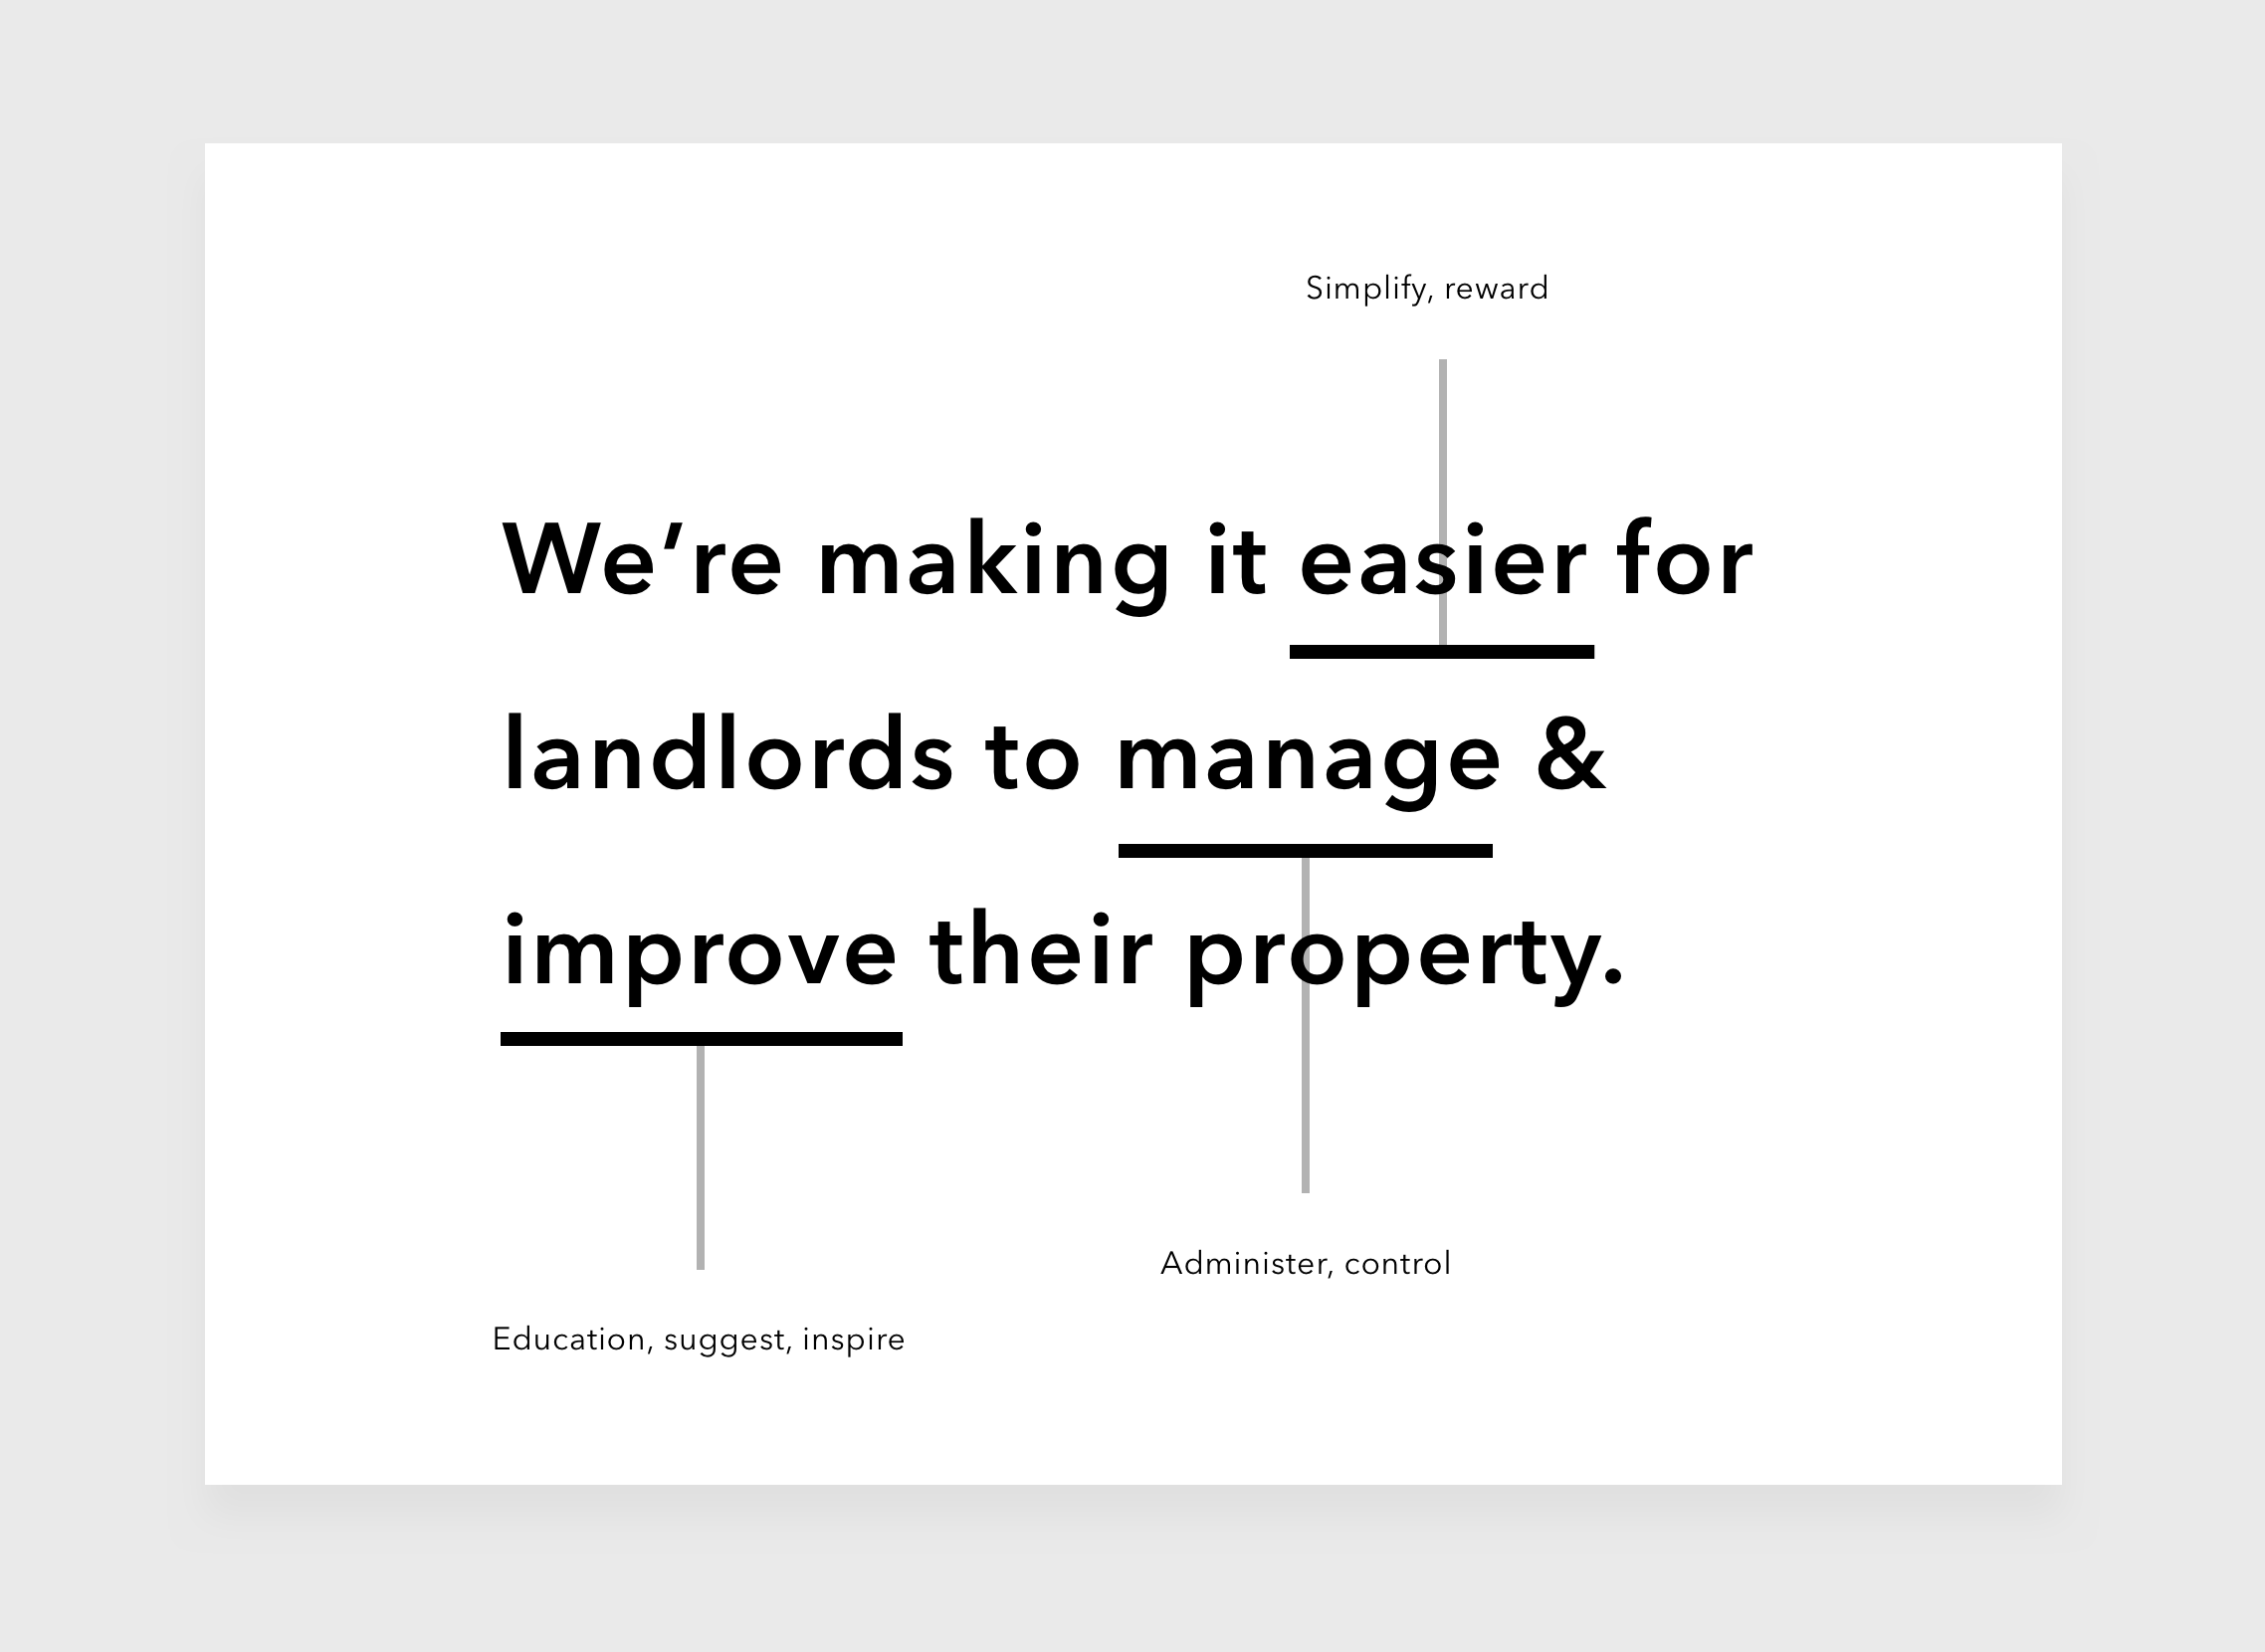 Simplify, reward
We’re making it easier for
landlords to manage &
improve their property.
Administer, control
Education, suggest, inspire